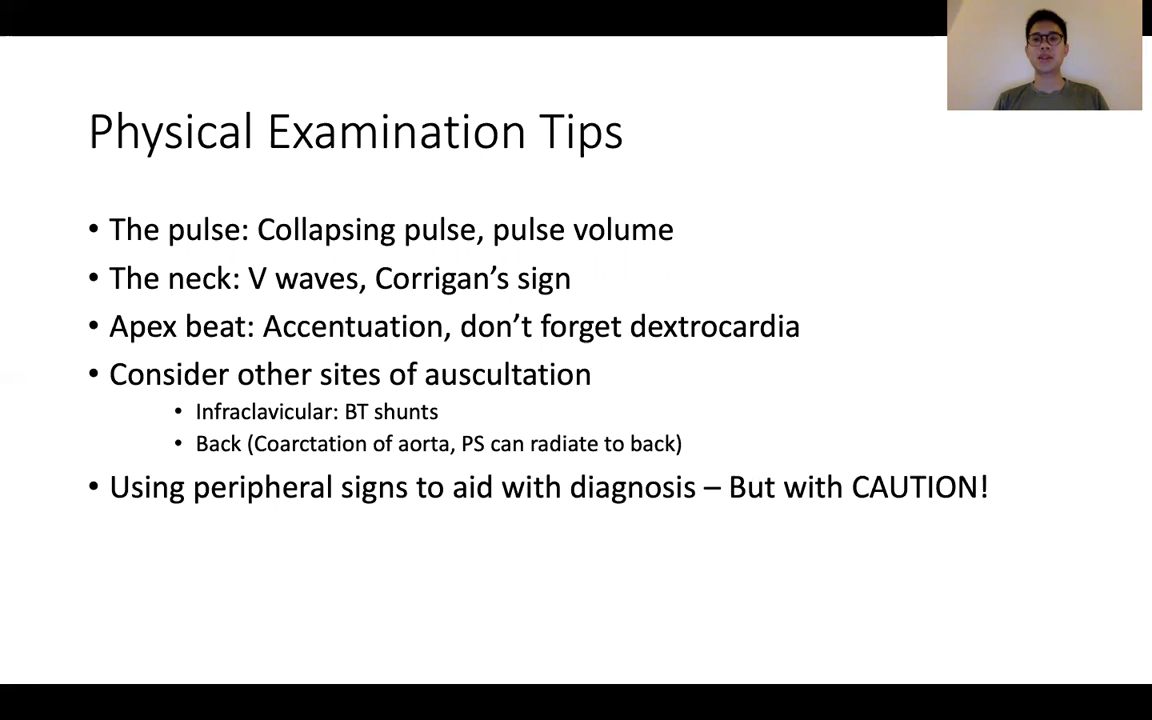 Physical Examination Tips
• The pulse: Collapsing pulse, pulse volume
• The neck: V waves, Corrigan’s sign
• Apex beat: Accentuation, don’t forget dextrocardia
• Consider other sites of auscultation
• Infraclavicular: BT shunts
• Back (Coarctation of aorta, PS can radiate to back)
• Using peripheral signs to aid with diagnosis – But with CAUTION!